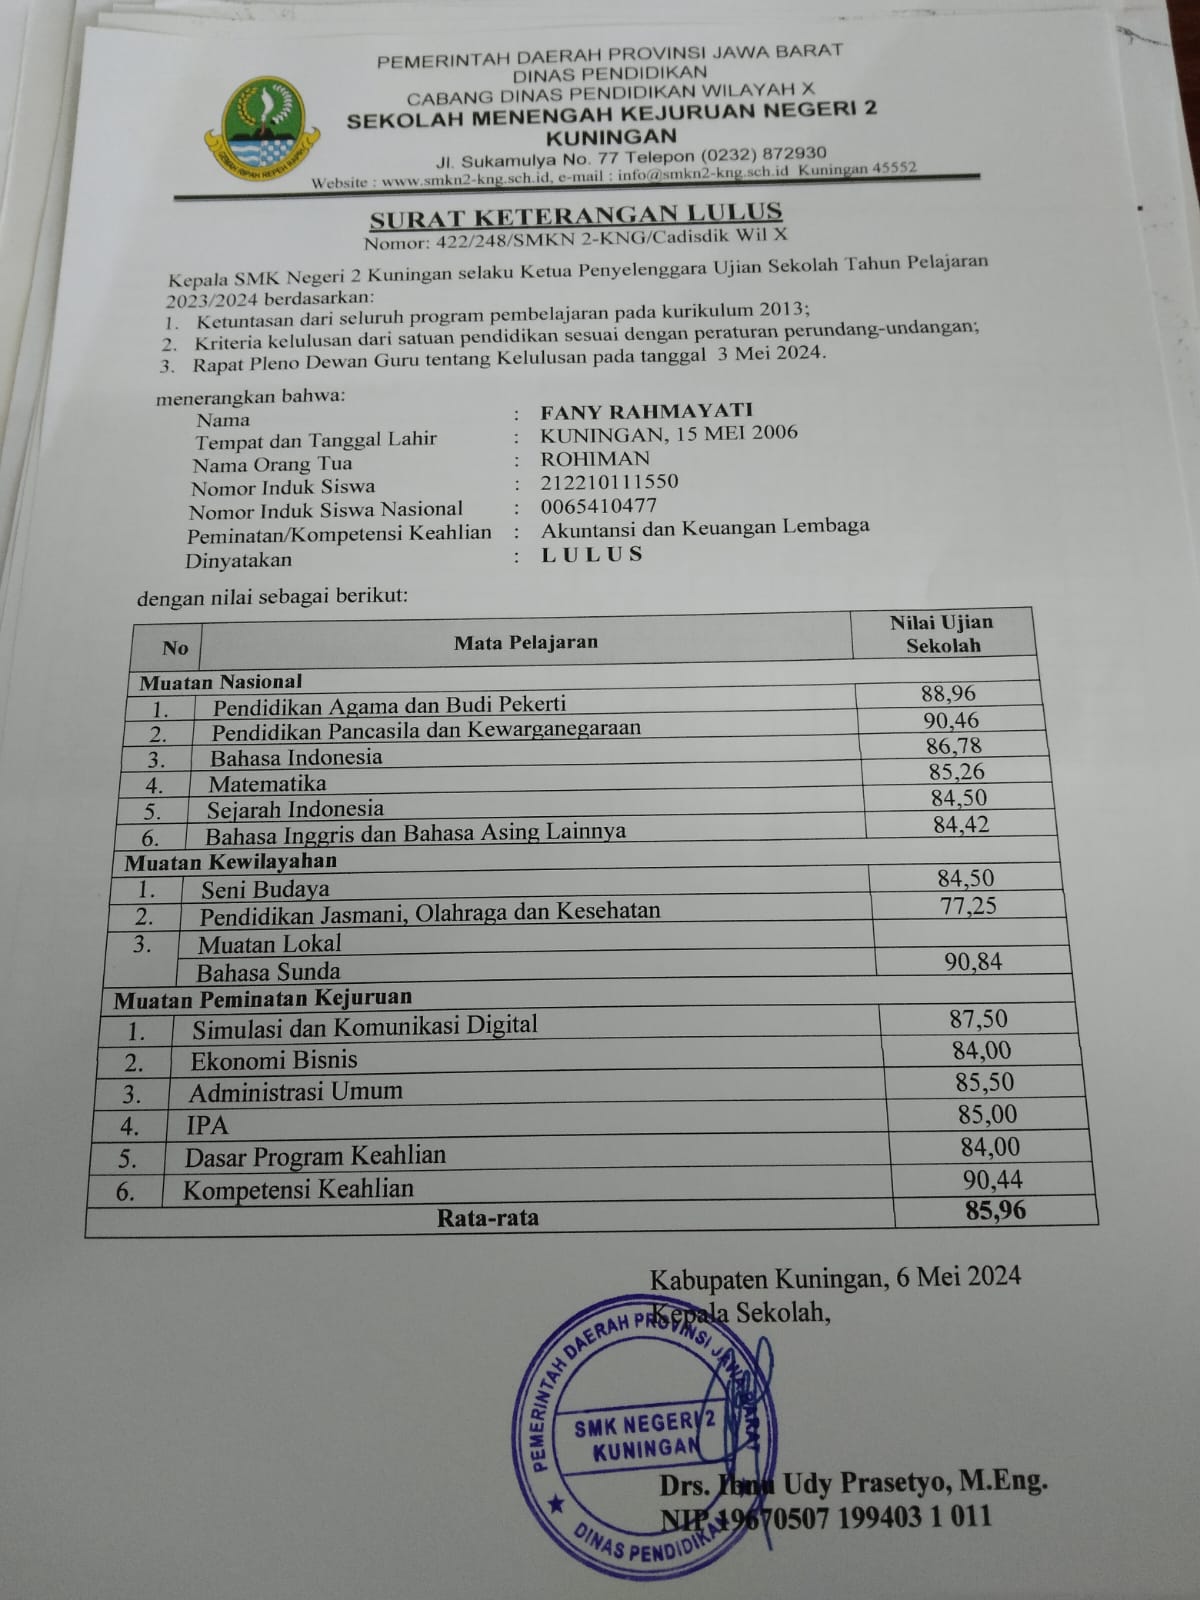 PEMERINTAH DAERAH PROVINSI JAWA BARAT
DINAS PENDIDIKAN
CABANG DINAS PENDIDIKAN WILAYAH X
SEKOLAH MENENGAH KEJURUAN NEGERI 2
KUNINGAN
Jl. Sukamulya No. 77 Telepon (0232) 872930
Website : www.smkn2-kng.sch.id, e-mail : info@smkn2-kng.sch.id Kuningan 45552
GEMAH RIPAH REPEH RAPIH
SURAT KETERANGAN LULUS
Nomor: 422/248/SMKN 2-KNG/Cadisdik Wil X
Kepala SMK Negeri 2 Kuningan selaku Ketua Penyelenggara Ujian Sekolah Tahun Pelajaran
2023/2024 berdasarkan:
1. Ketuntasan dari seluruh program pembelajaran pada kurikulum 2013;
2. Kriteria kelulusan dari satuan pendidikan sesuai dengan peraturan perundang-undangan;
3. Rapat Pleno Dewan Guru tentang Kelulusan pada tanggal 3 Mei 2024.
menerangkan bahwa:
Nama : FANY RAHMAYATI
Tempat dan Tanggal Lahir : KUNINGAN, 15 MEI 2006
Nama Orang Tua : ROHIMAN
Nomor Induk Siswa : 212210111550
Nomor Induk Siswa Nasional : 0065410477
Peminatan/Kompetensi Keahlian : Akuntansi dan Keuangan Lembaga
Dinyatakan : L U L U S
dengan nilai sebagai berikut:
No Mata Pelajaran Nilai Ujian Sekolah
Muatan Nasional
1. Pendidikan Agama dan Budi Pekerti 88,96
2. Pendidikan Pancasila dan Kewarganegaraan 90,46
3. Bahasa Indonesia 86,78
4. Matematika 85,26
5. Sejarah Indonesia 84,50
6. Bahasa Inggris dan Bahasa Asing Lainnya 84,42
Muatan Kewilayahan
1. Seni Budaya 84,50
2. Pendidikan Jasmani, Olahraga dan Kesehatan 77,25
3. Muatan Lokal
Bahasa Sunda 90,84
Muatan Peminatan Kejuruan
1. Simulasi dan Komunikasi Digital 87,50
2. Ekonomi Bisnis 84,00
3. Administrasi Umum 85,50
4. IPA 85,00
5. Dasar Program Keahlian 84,00
6. Kompetensi Keahlian 90,44
Rata-rata 85,96
Kabupaten Kuningan, 6 Mei 2024
Kepala Sekolah,
PEMERINTAH DAERAH PROVINSI JAWA BARAT
SMK NEGERI 2
KUNINGAN
DINAS PENDIDIKAN
Drs. Ibnu Udy Prasetyo, M.Eng.
NIP 19670507 199403 1 011